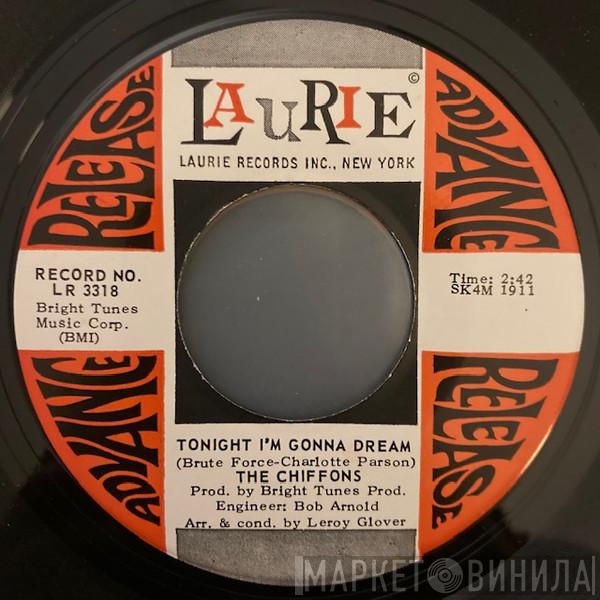 LAURIE ©
LAURIE RECORDS INC., NEW YORK
ADVANCE RELEASE
ADVANCE RELEASE
RECORD NO.
LR 3318
Bright Tunes
Music Corp.
(BMI)
Time: 2:42
SK4M 1911
TONIGHT I'M GONNA DREAM
(Brute Force-Charlotte Parson)
THE CHIFFONS
Prod. by Bright Tunes Prod.
Engineer: Bob Arnold
Arr. & cond. by Leroy Glover
МАРКЕТ ВИНИЛА